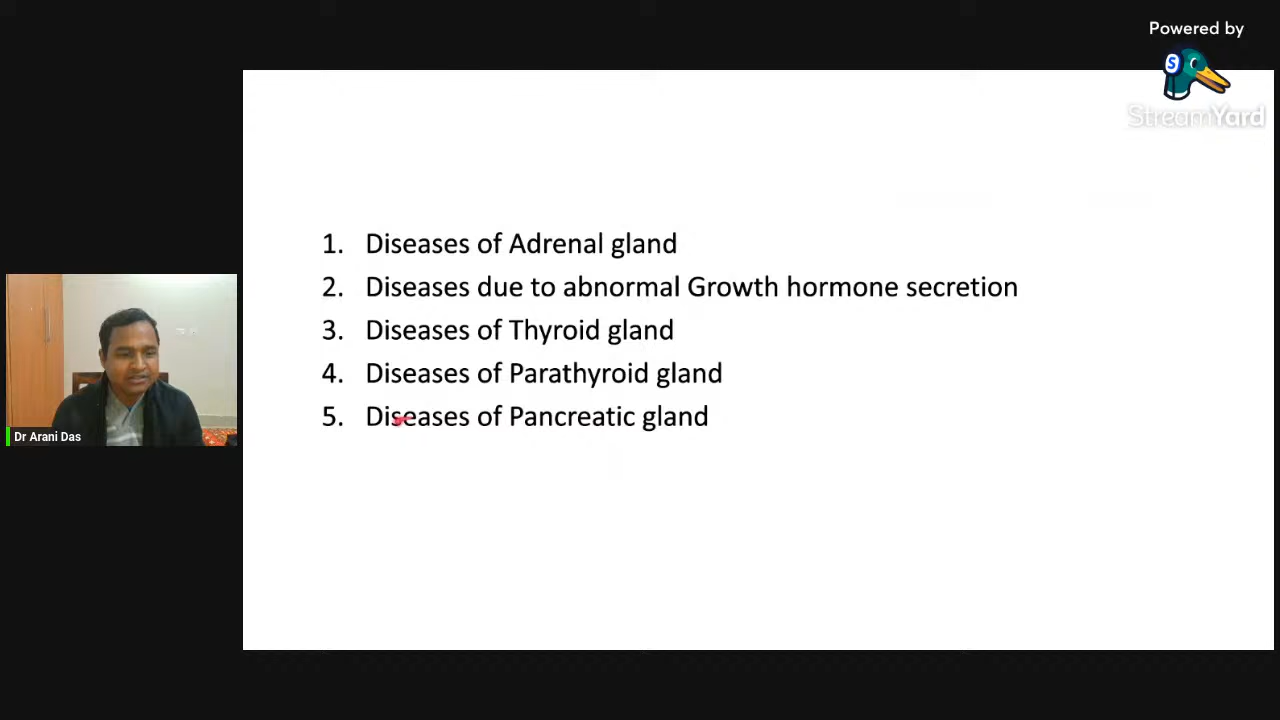 Powered by
StreamYard
1. Diseases of Adrenal gland
2. Diseases due to abnormal Growth hormone secretion
3. Diseases of Thyroid gland
4. Diseases of Parathyroid gland
5. Diseases of Pancreatic gland
Dr Arani Das